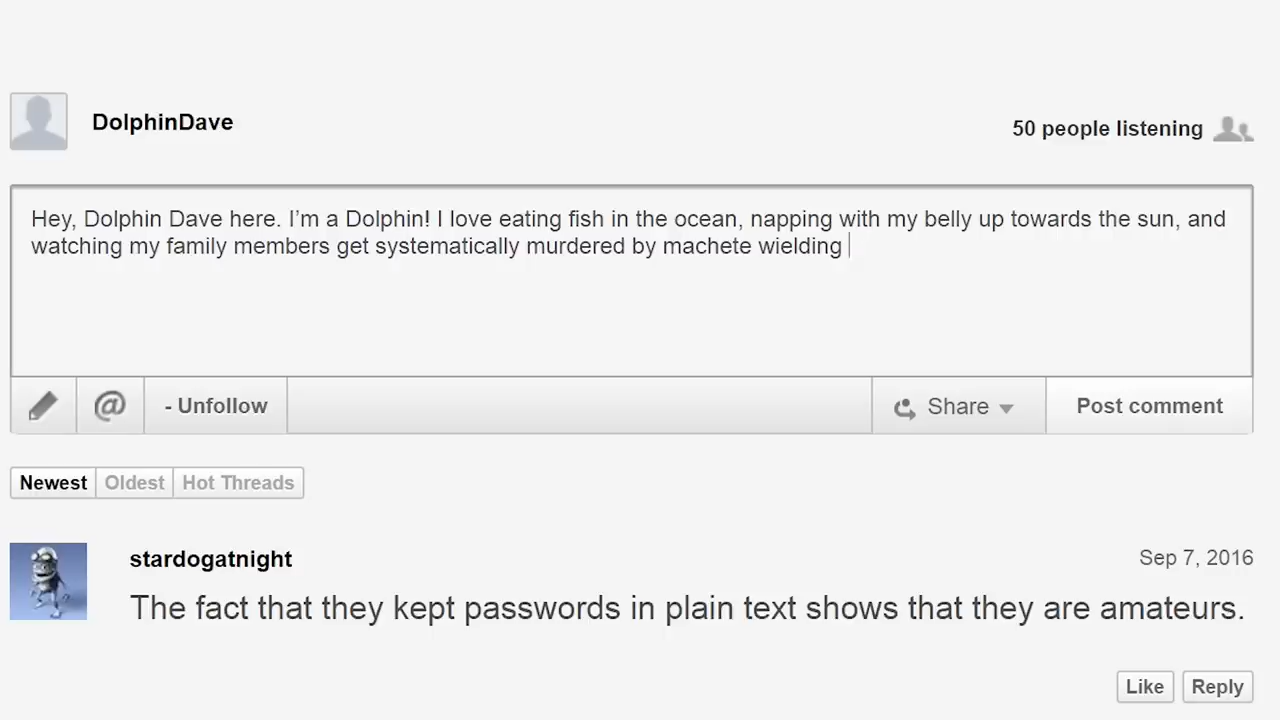 DolphinDave
50 people listening
Hey, Dolphin Dave here. I’m a Dolphin! I love eating fish in the ocean, napping with my belly up towards the sun, and
watching my family members get systematically murdered by machete wielding
@
- Unfollow
Share
Post comment
Newest
Oldest
Hot Threads
stardogatnight
Sep 7, 2016
The fact that they kept passwords in plain text shows that they are amateurs.
Like
Reply